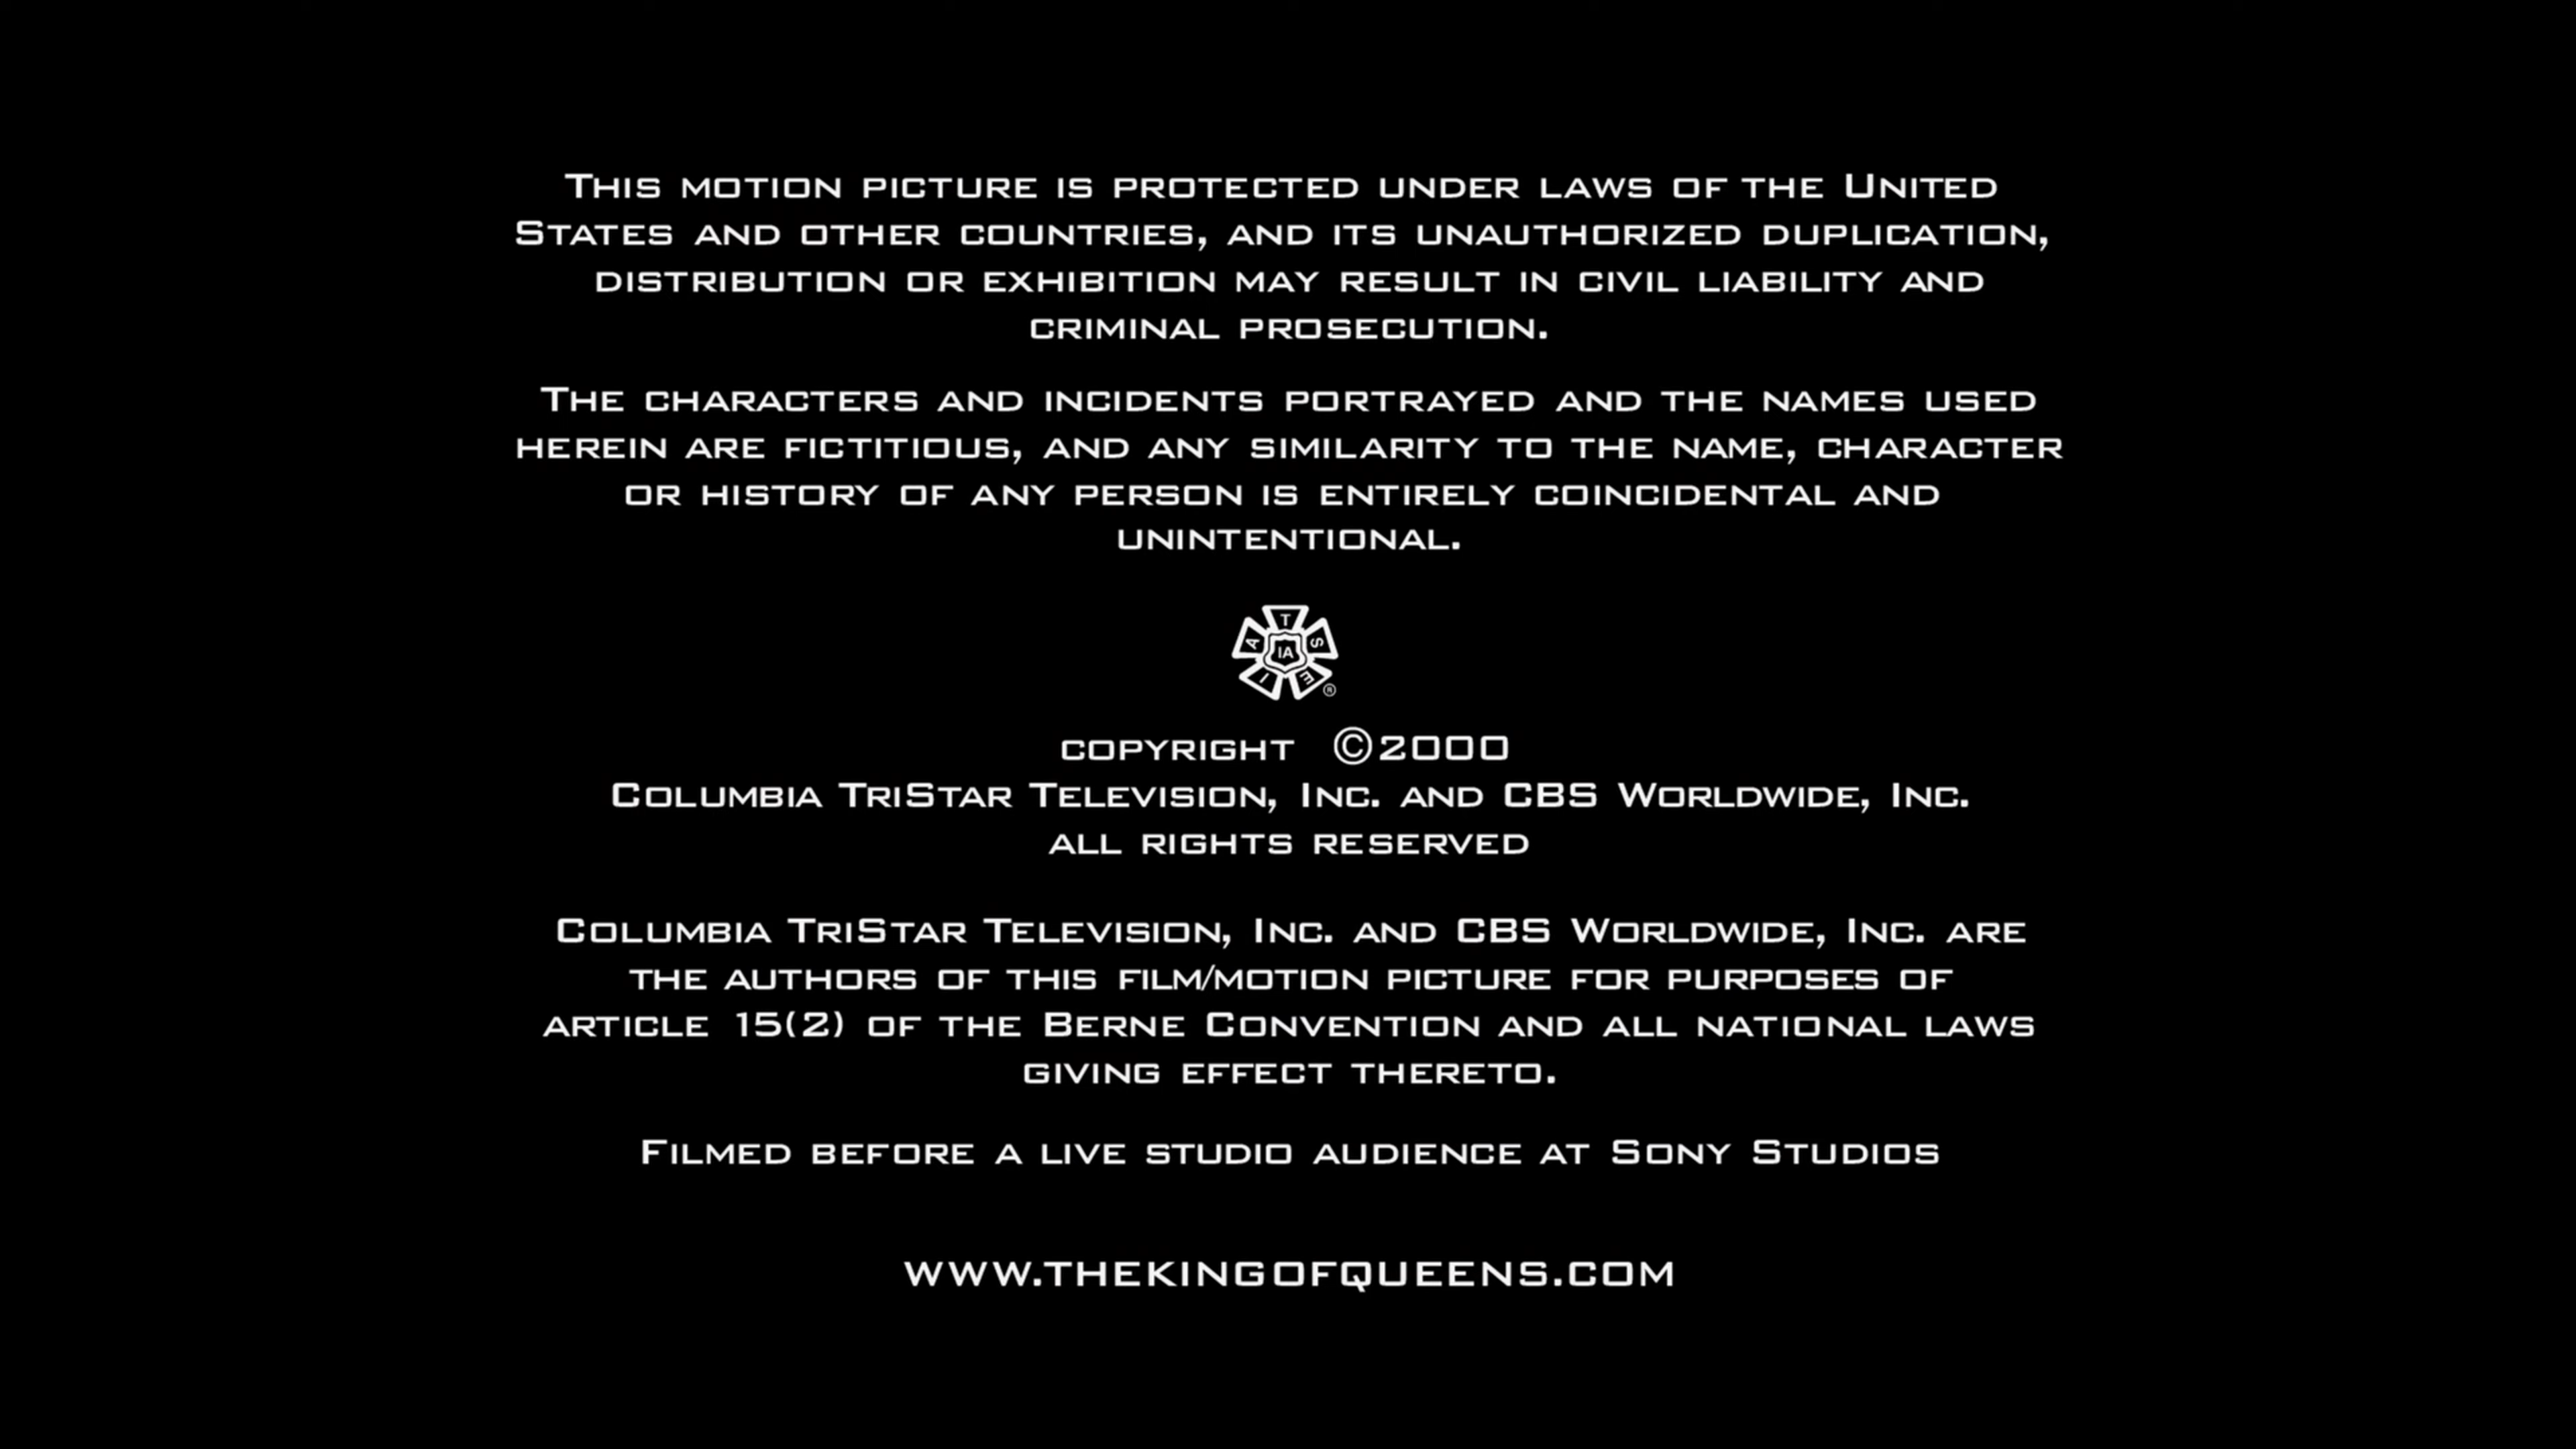 This motion picture is protected under laws of the United
States and other countries, and its unauthorized duplication,
distribution or exhibition may result in civil liability and
criminal prosecution.
The characters and incidents portrayed and the names used
herein are fictitious, and any similarity to the name, character
or history of any person is entirely coincidental and
unintentional.
I A T S E
IA
®
copyright ©2000
Columbia TriStar Television, Inc. and CBS Worldwide, Inc.
all rights reserved
Columbia TriStar Television, Inc. and CBS Worldwide, Inc. are
the authors of this film/motion picture for purposes of
article 15(2) of the Berne Convention and all national laws
giving effect thereto.
Filmed before a live studio audience at Sony Studios
www.thekingofqueens.com